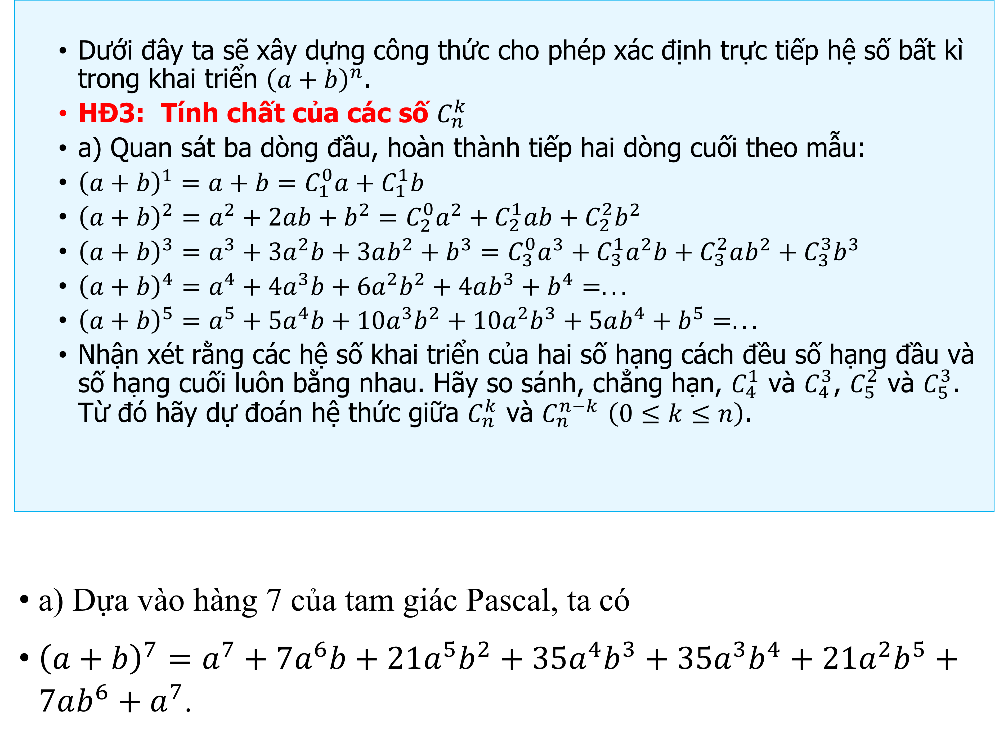 • Dưới đây ta sẽ xây dựng công thức cho phép xác định trực tiếp hệ số bất kì
trong khai triển $(a + b)^n$.
• HĐ3: Tính chất của các số $C_n^k$
• a) Quan sát ba dòng đầu, hoàn thành tiếp hai dòng cuối theo mẫu:
• $(a + b)^1 = a + b = C_1^0 a + C_1^1 b$
• $(a + b)^2 = a^2 + 2ab + b^2 = C_2^0 a^2 + C_2^1 ab + C_2^2 b^2$
• $(a + b)^3 = a^3 + 3a^2b + 3ab^2 + b^3 = C_3^0 a^3 + C_3^1 a^2b + C_3^2 ab^2 + C_3^3 b^3$
• $(a + b)^4 = a^4 + 4a^3b + 6a^2b^2 + 4ab^3 + b^4 = …$
• $(a + b)^5 = a^5 + 5a^4b + 10a^3b^2 + 10a^2b^3 + 5ab^4 + b^5 = …$
• Nhận xét rằng các hệ số khai triển của hai số hạng cách đều số hạng đầu và
số hạng cuối luôn bằng nhau. Hãy so sánh, chẳng hạn, $C_4^1$ và $C_4^3$, $C_5^2$ và $C_5^3$.
Từ đó hãy dự đoán hệ thức giữa $C_n^k$ và $C_n^{n-k}$ $(0 ≤ k ≤ n)$.
• a) Dựa vào hàng 7 của tam giác Pascal, ta có
• $(a + b)^7 = a^7 + 7a^6b + 21a^5b^2 + 35a^4b^3 + 35a^3b^4 + 21a^2b^5 +$
$7ab^6 + a^7$.